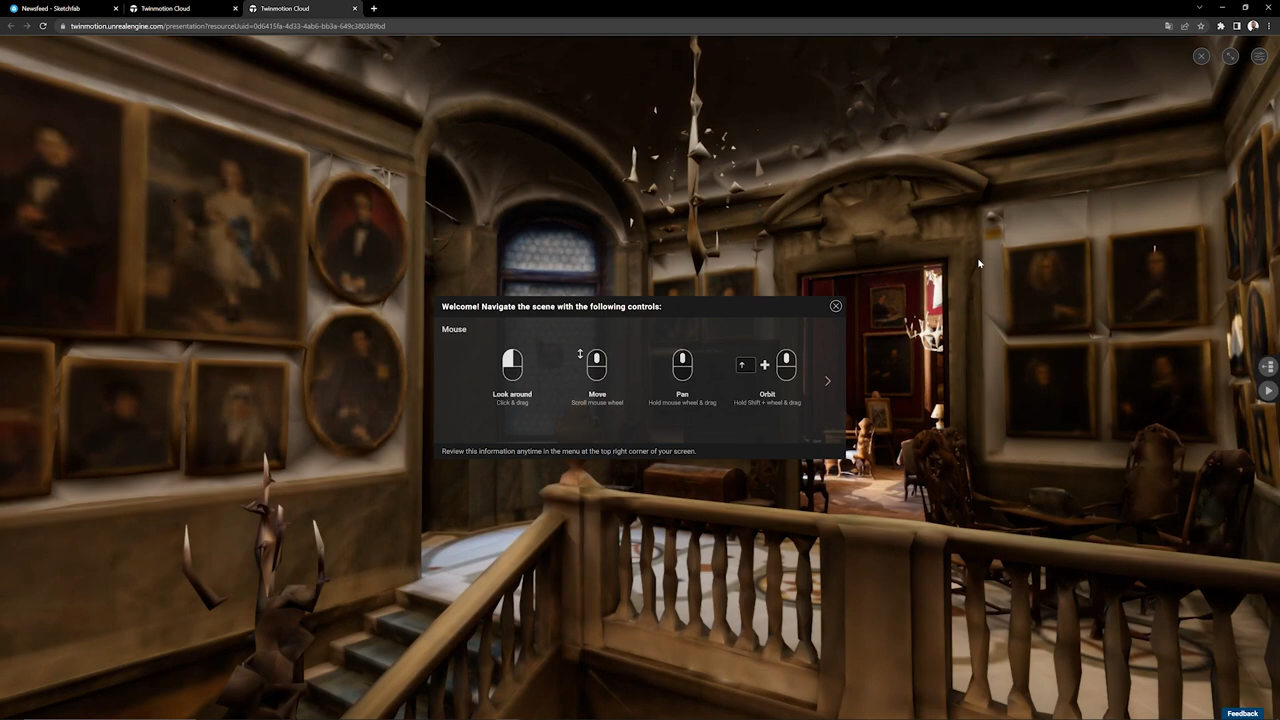 Newsfeed - Sketchfab
Twinmotion Cloud
Twinmotion Cloud
twinmotion.unrealengine.com/presentation?resourceUuid=0d6415fa-4d33-4ab6-bb3a-649c380389bd
Welcome! Navigate the scene with the following controls:
Mouse
Look around
Click & drag
Move
Scroll mouse wheel
Pan
Hold mouse wheel & drag
Orbit
Hold Shift + wheel & drag
Review this information anytime in the menu at the top right corner of your screen.
Feedback